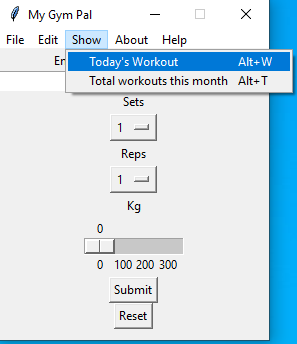 My Gym Pal
File Edit Show About Help
Today's Workout Alt+W
Total workouts this month Alt+T
Sets
1
Reps
1
Kg
0
0 100 200 300
Submit
Reset